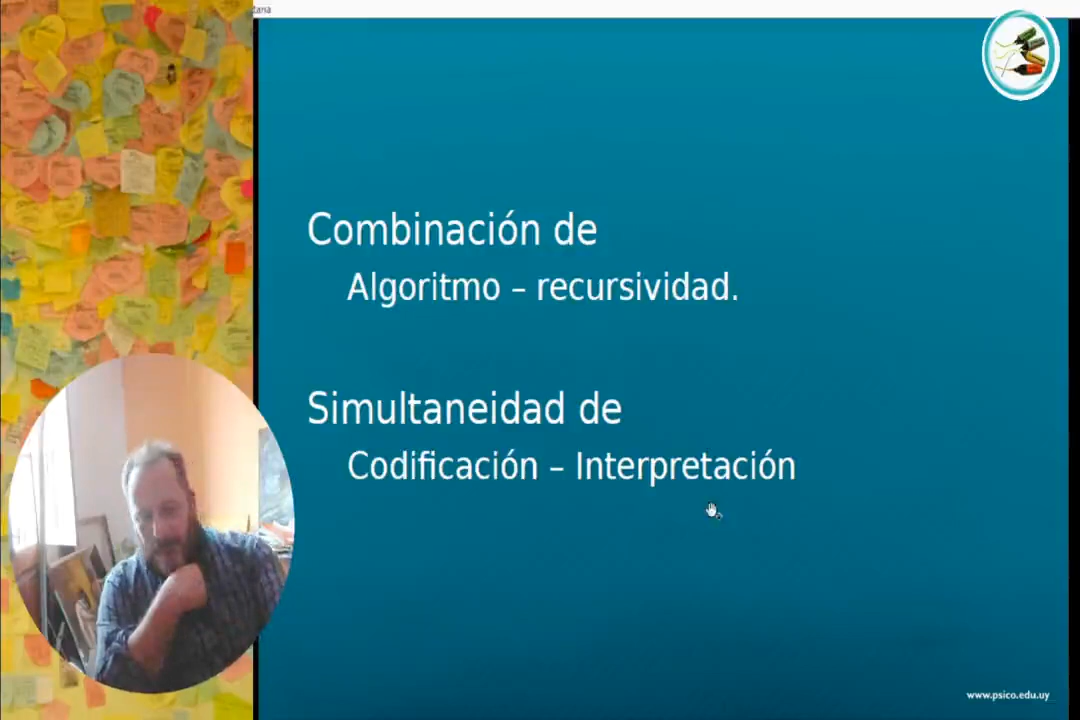 Combinación de
Algoritmo – recursividad.
Simultaneidad de
Codificación – Interpretación
www.psico.edu.uy